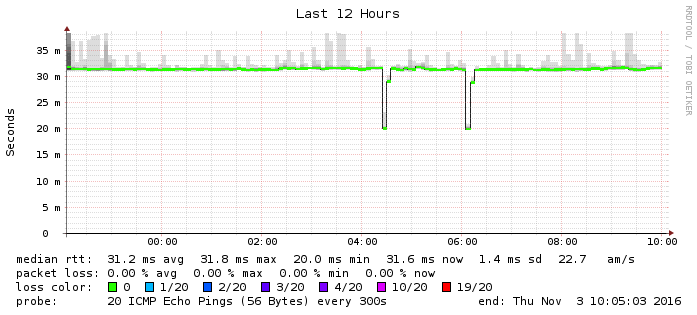 Last 12 Hours
RRDTOOL / TOBI OETIKER
Seconds
35 m
30 m
25 m
20 m
15 m
10 m
5 m
0
00:00 02:00 04:00 06:00 08:00 10:00
median rtt: 31.2 ms avg 31.8 ms max 20.0 ms min 31.6 ms now 1.4 ms sd 22.7 am/s
packet loss: 0.00 % avg 0.00 % max 0.00 % min 0.00 % now
loss color: 0 1/20 2/20 3/20 4/20 10/20 19/20
probe: 20 ICMP Echo Pings (56 Bytes) every 300s end: Thu Nov 3 10:05:03 2016